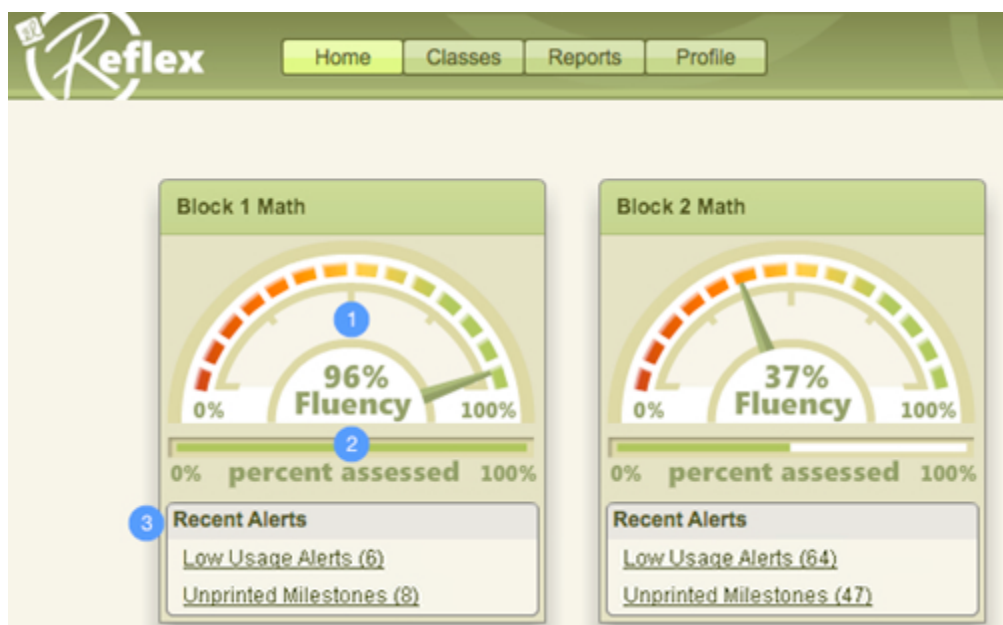 el
Reflex
Home Classes Reports Profile
Block 1 Math
1
96%
Fluency
0% 100%
2
0% percent assessed 100%
3
Recent Alerts
Low Usage Alerts (6)
Unprinted Milestones (8)
Block 2 Math
37%
Fluency
0% 100%
0% percent assessed 100%
Recent Alerts
Low Usage Alerts (64)
Unprinted Milestones (47)